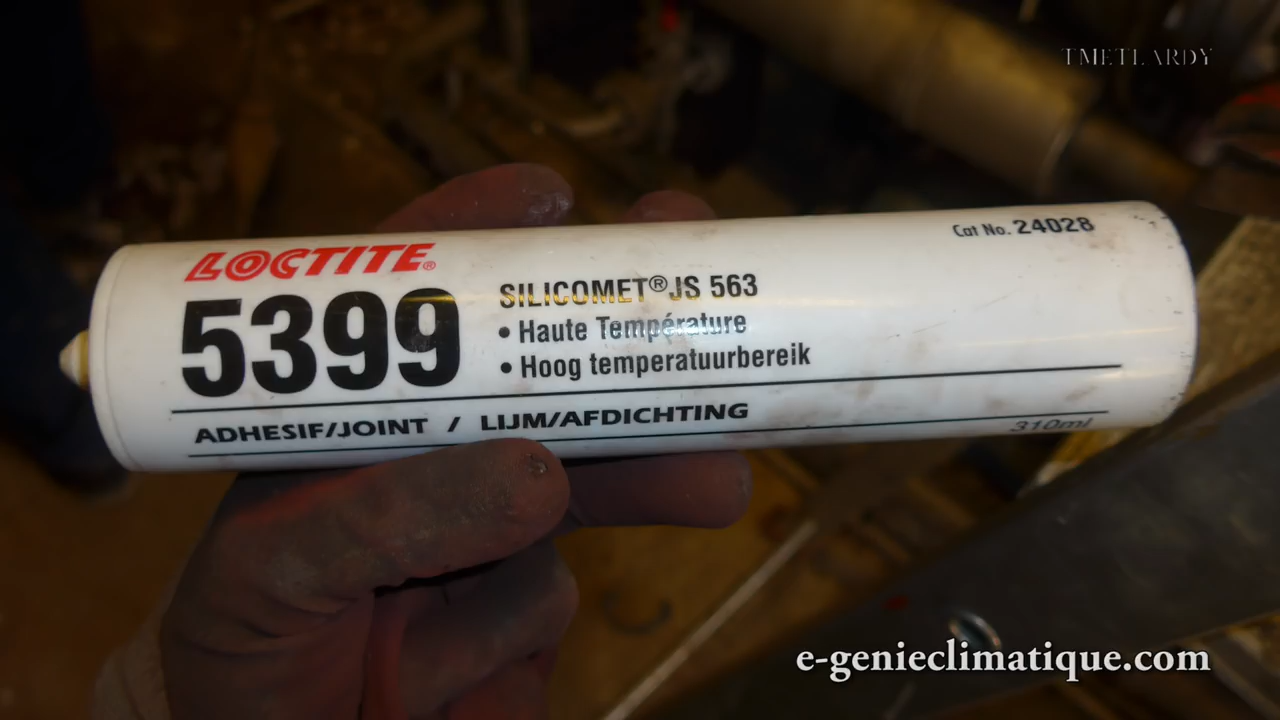 TMETLARDY
Cat No. 24028
LOCTITE®
5399
SILICOMET® JS 563
• Haute Température
• Hoog temperatuurbereik
ADHESIF/JOINT / LIJM/AFDICHTING
310ml
e-genieclimatique.com